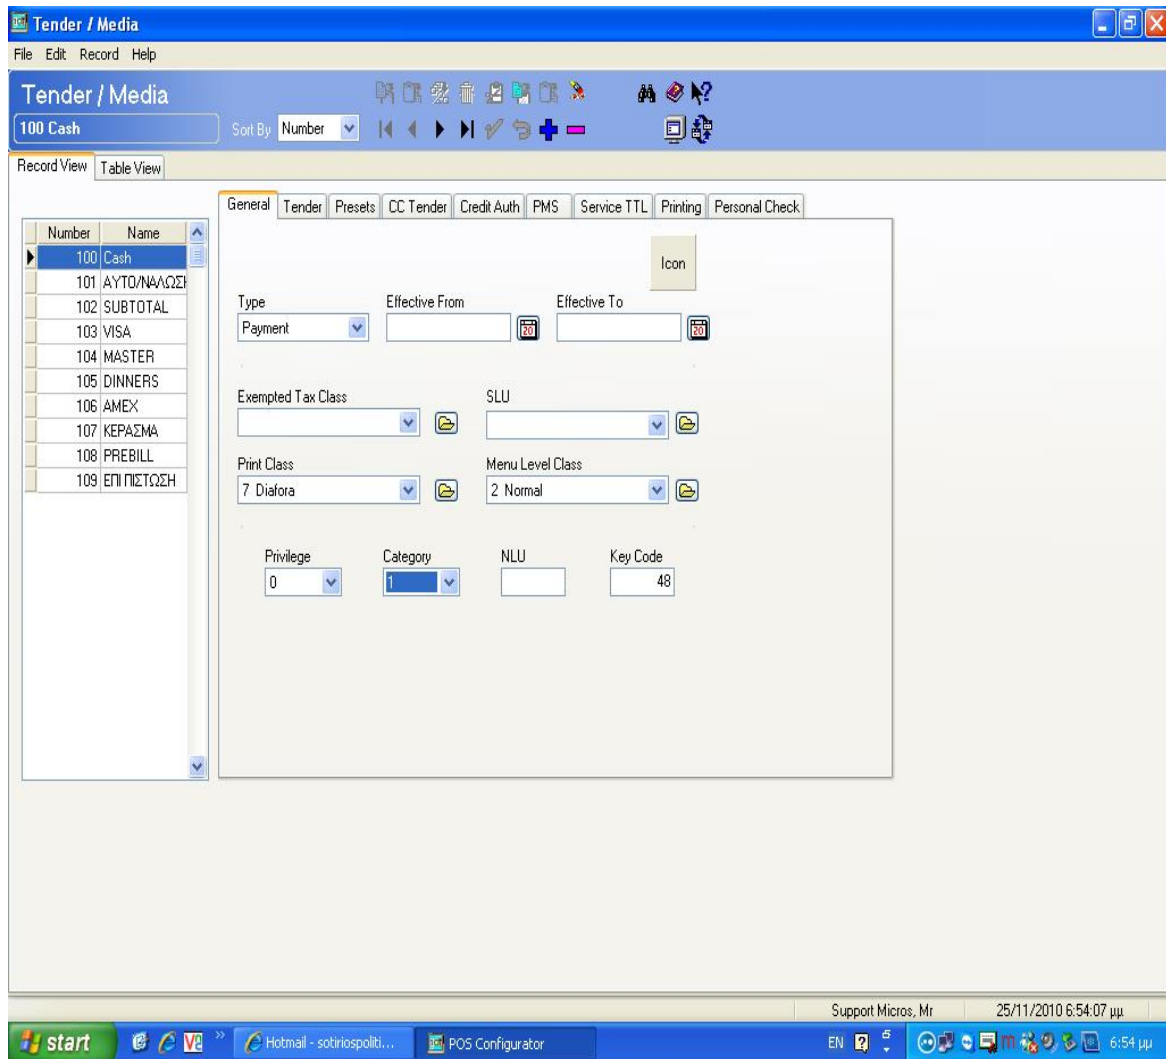 Tender / Media
File Edit Record Help
Tender / Media
100 Cash
Sort By Number
Record View Table View
General Tender Presets CC Tender Credit Auth PMS Service TTL Printing Personal Check
Number Name
100 Cash
101 ΑΥΤΟ/ΝΑΛΩΣΗ
102 SUBTOTAL
103 VISA
104 MASTER
105 DINNERS
106 AMEX
107 ΚΕΡΑΣΜΑ
108 PREBILL
109 ΕΠΙ ΠΙΣΤΩΣΗ
Icon
Type Effective From Effective To
Payment 20 20
Exempted Tax Class SLU
Print Class Menu Level Class
7 Diafora 2 Normal
Privilege Category NLU Key Code
0 1 48
Support Micros, Mr 25/11/2010 6:54:07 μμ
start Hotmail - sotiriospoliti... POS Configurator EN 6:54 μμ